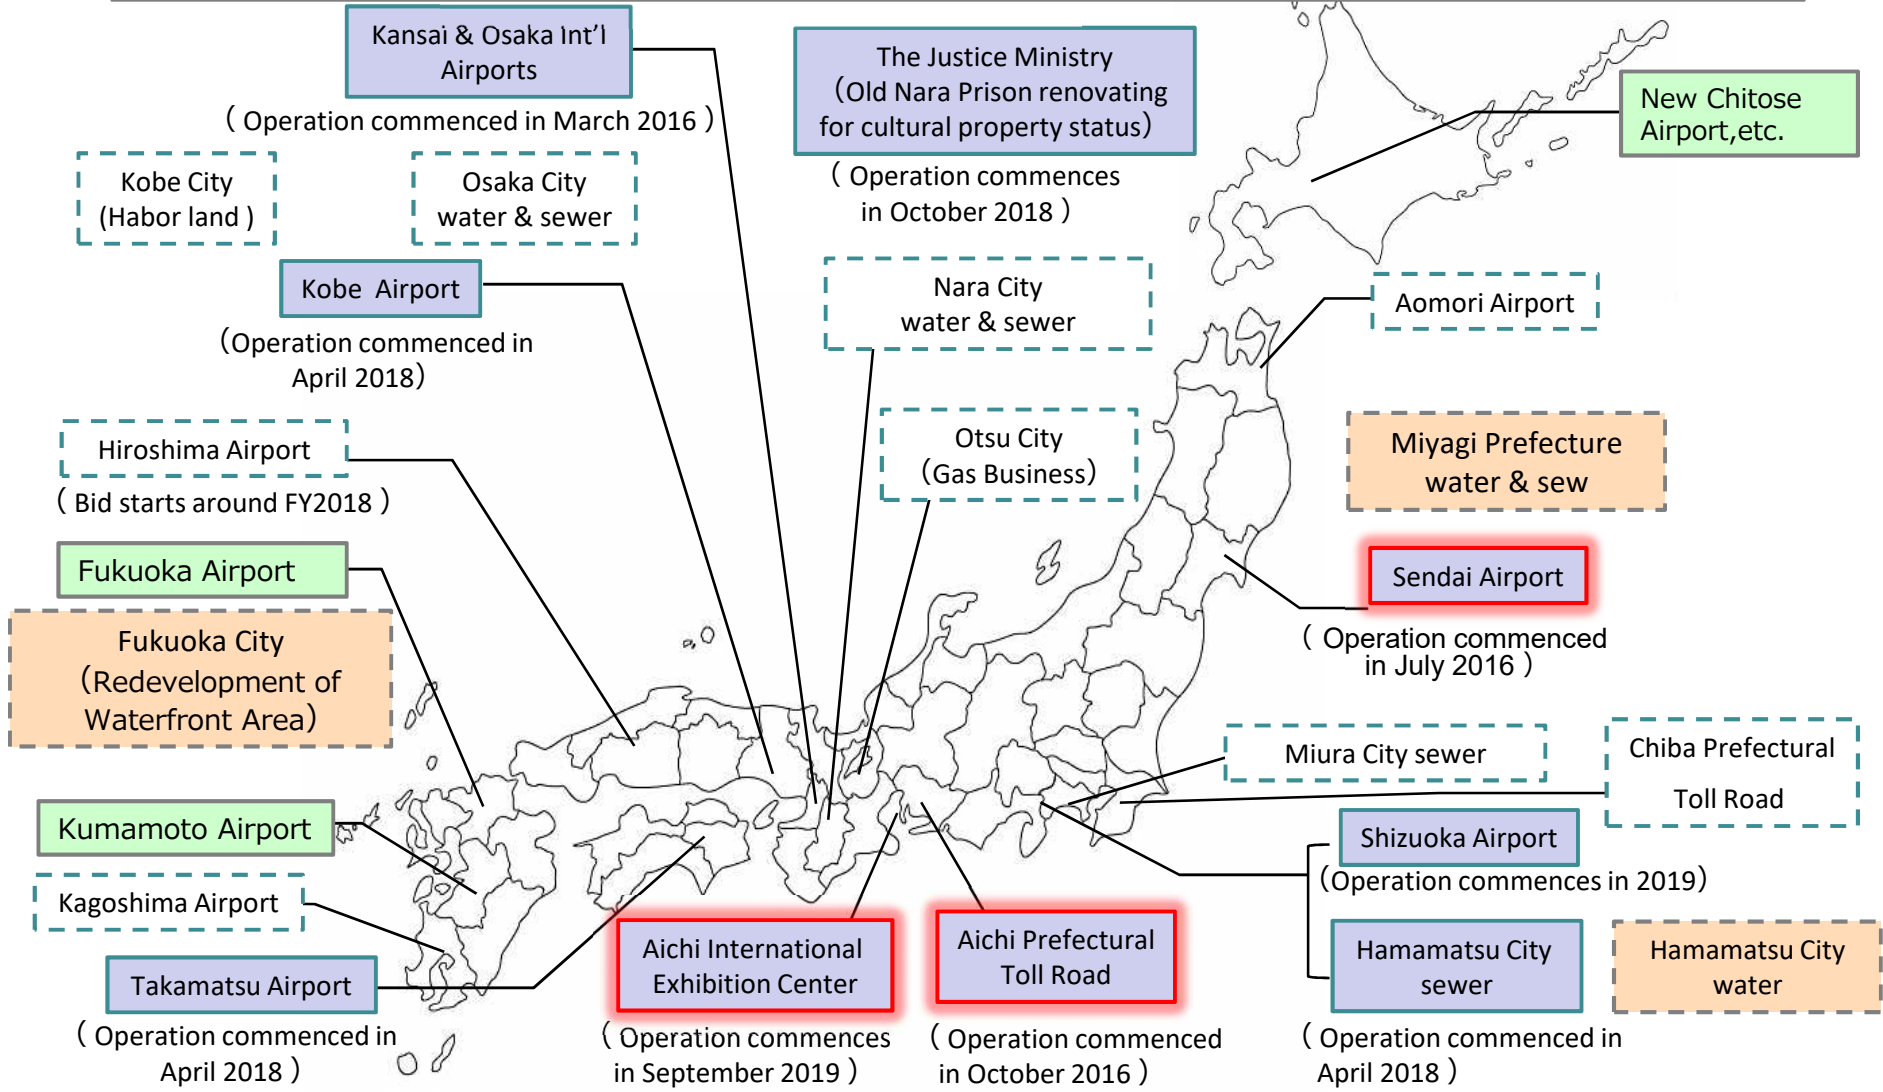 Kansai & Osaka Int'l
Airports
( Operation commenced in March 2016 )
The Justice Ministry
(Old Nara Prison renovating
for cultural property status)
( Operation commences
in October 2018 )
New Chitose
Airport,etc.
Kobe City
(Habor land )
Osaka City
water & sewer
Kobe Airport
(Operation commenced in
April 2018)
Nara City
water & sewer
Aomori Airport
Hiroshima Airport
( Bid starts around FY2018 )
Otsu City
(Gas Business)
Miyagi Prefecture
water & sew
Fukuoka Airport
Sendai Airport
( Operation commenced
in July 2016 )
Fukuoka City
(Redevelopment of
Waterfront Area)
Miura City sewer
Chiba Prefectural
Toll Road
Kumamoto Airport
Shizuoka Airport
(Operation commences in 2019)
Kagoshima Airport
Takamatsu Airport
( Operation commenced in
April 2018 )
Aichi International
Exhibition Center
( Operation commences
in September 2019 )
Aichi Prefectural
Toll Road
( Operation commenced
in October 2016 )
Hamamatsu City
sewer
( Operation commenced in
April 2018 )
Hamamatsu City
water